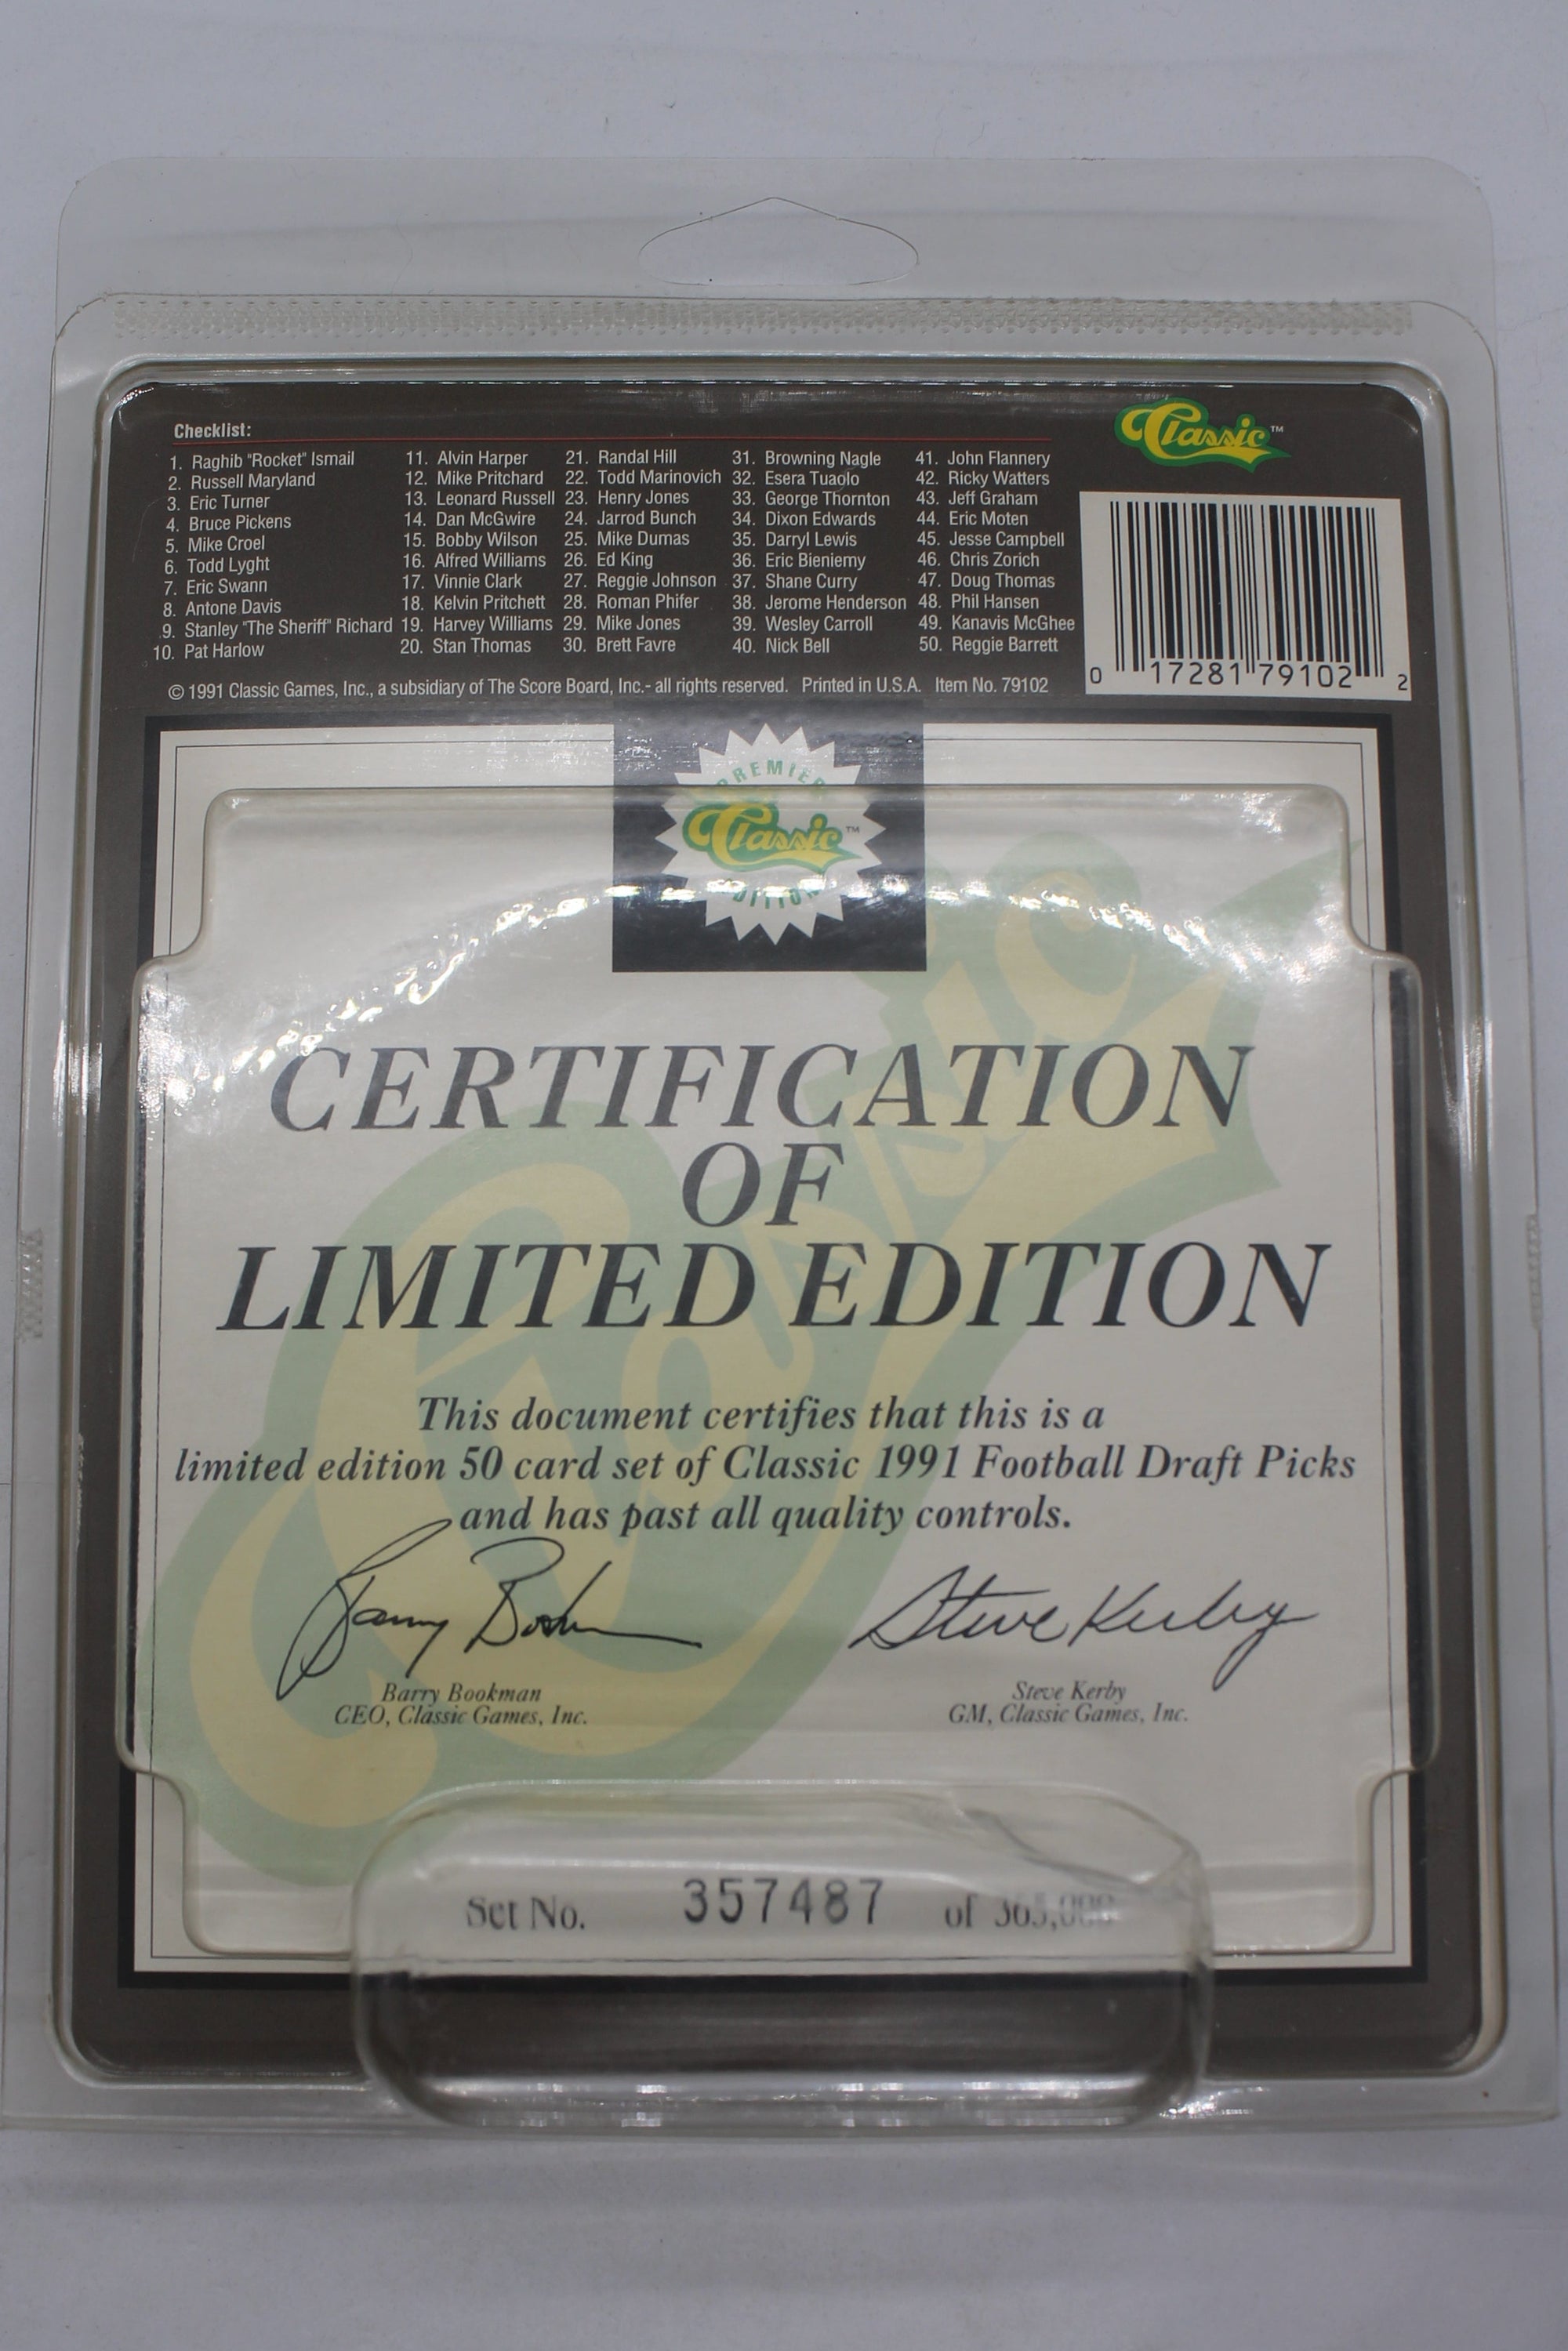 Checklist:
1. Raghib "Rocket" Ismail
2. Russell Maryland
3. Eric Turner
4. Bruce Pickens
5. Mike Croel
6. Todd Lyght
7. Eric Swann
8. Antone Davis
9. Stanley "The Sheriff" Richard
10. Pat Harlow
11. Alvin Harper
12. Mike Pritchard
13. Leonard Russell
14. Dan McGwire
15. Bobby Wilson
16. Alfred Williams
17. Vinnie Clark
18. Kelvin Pritchett
19. Harvey Williams
20. Stan Thomas
21. Randal Hill
22. Todd Marinovich
23. Henry Jones
24. Jarrod Bunch
25. Mike Dumas
26. Ed King
27. Reggie Johnson
28. Roman Phifer
29. Mike Jones
30. Brett Favre
31. Browning Nagle
32. Esera Tuaolo
33. George Thornton
34. Dixon Edwards
35. Darryl Lewis
36. Eric Bieniemy
37. Shane Curry
38. Jerome Henderson
39. Wesley Carroll
40. Nick Bell
41. John Flannery
42. Ricky Watters
43. Jeff Graham
44. Eric Moten
45. Jesse Campbell
46. Chris Zorich
47. Doug Thomas
48. Phil Hansen
49. Kanavis McGhee
50. Reggie Barrett
Classic™
0 17281 79102 2
© 1991 Classic Games, Inc., a subsidiary of The Score Board, Inc.- all rights reserved. Printed in U.S.A. Item No. 79102
PREMIER
Classic™
EDITION
Classic
CERTIFICATION
OF
LIMITED EDITION
This document certifies that this is a
limited edition 50 card set of Classic 1991 Football Draft Picks
and has past all quality controls.
Steve Kerby
Barry Bookman
CEO, Classic Games, Inc.
Steve Kerby
GM, Classic Games, Inc.
Set No. 357487 of 365,000